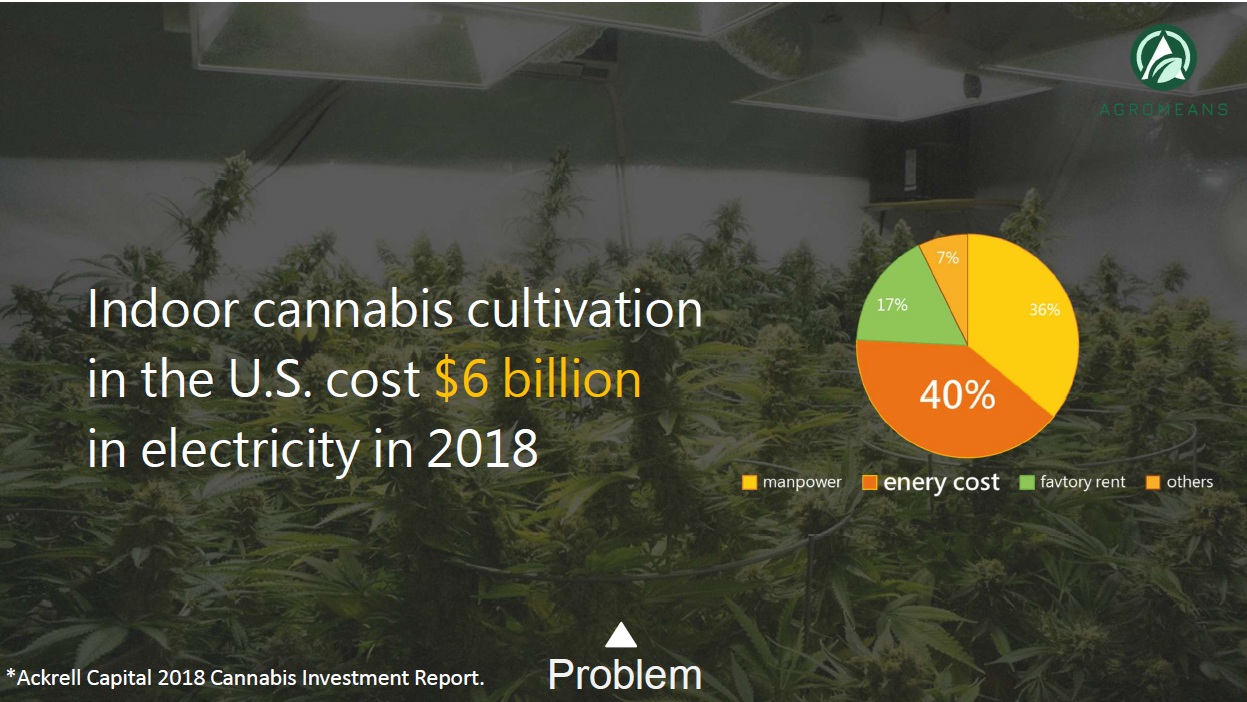 AGROMEANS
Indoor cannabis cultivation
in the U.S. cost $6 billion
in electricity in 2018
7%
36%
17%
40%
manpower enery cost favtory rent others
Problem
*Ackrell Capital 2018 Cannabis Investment Report.